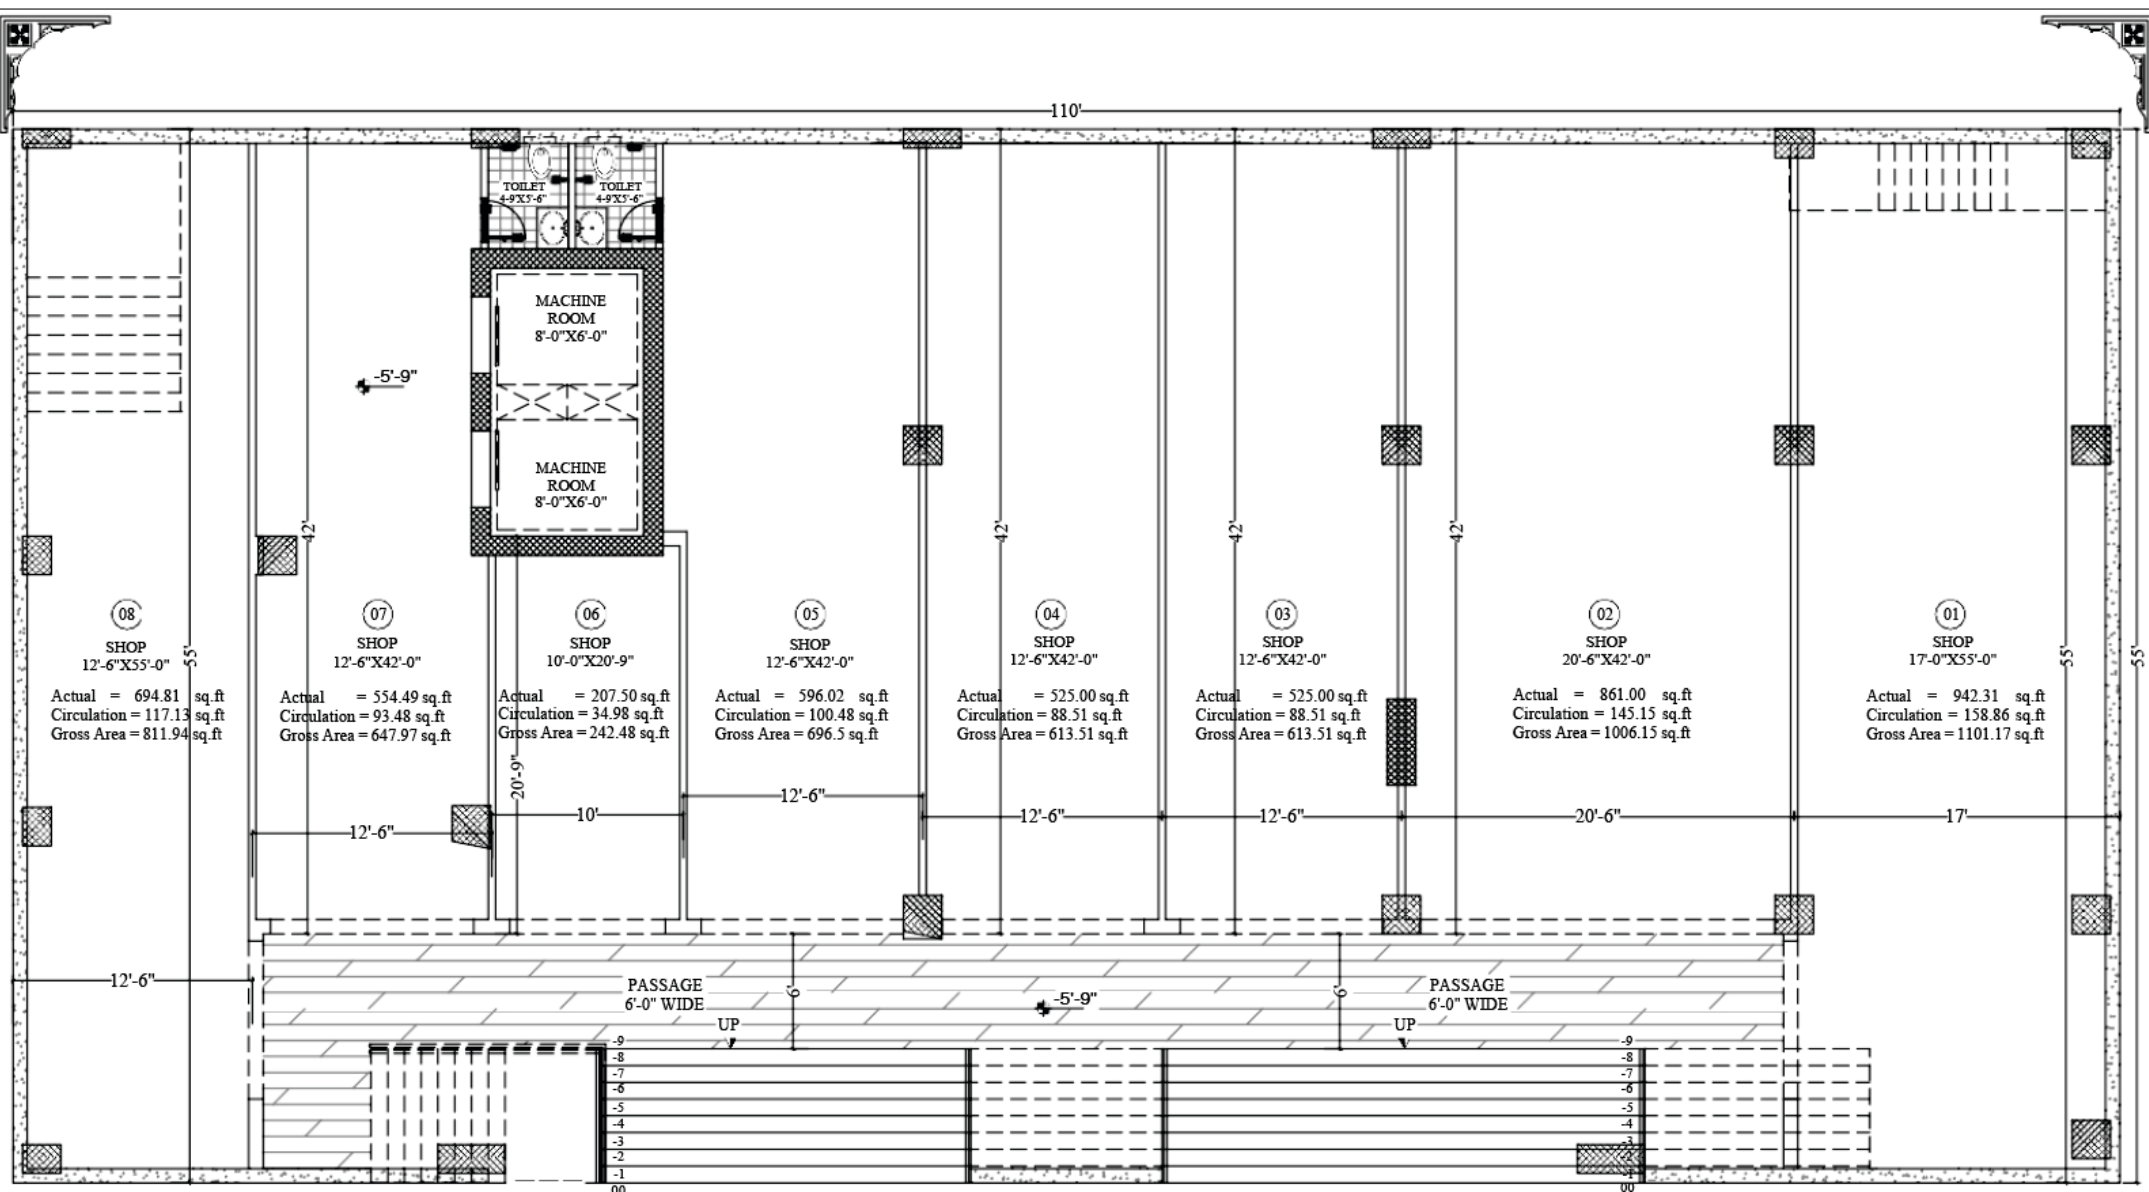 110'
TOILET
4-9'X5'-6"
TOILET
4-9'X5'-6"
MACHINE
ROOM
8'-0"X6'-0"
-5'-9"
MACHINE
ROOM
8'-0"X6'-0"
42'
42'
42'
42'
55'
55'
55'
08
SHOP
12'-6"X55'-0"
Actual = 694.81 sq.ft
Circulation = 117.13 sq.ft
Gross Area = 811.94 sq.ft
07
SHOP
12'-6"X42'-0"
Actual = 554.49 sq.ft
Circulation = 93.48 sq.ft
Gross Area = 647.97 sq.ft
06
SHOP
10'-0"X20'-9"
Actual = 207.50 sq.ft
Circulation = 34.98 sq.ft
Gross Area = 242.48 sq.ft
05
SHOP
12'-6"X42'-0"
Actual = 596.02 sq.ft
Circulation = 100.48 sq.ft
Gross Area = 696.5 sq.ft
04
SHOP
12'-6"X42'-0"
Actual = 525.00 sq.ft
Circulation = 88.51 sq.ft
Gross Area = 613.51 sq.ft
03
SHOP
12'-6"X42'-0"
Actual = 525.00 sq.ft
Circulation = 88.51 sq.ft
Gross Area = 613.51 sq.ft
02
SHOP
20'-6"X42'-0"
Actual = 861.00 sq.ft
Circulation = 145.15 sq.ft
Gross Area = 1006.15 sq.ft
01
SHOP
17'-0"X55'-0"
Actual = 942.31 sq.ft
Circulation = 158.86 sq.ft
Gross Area = 1101.17 sq.ft
20'-9"
12'-6"
10'
12'-6"
12'-6"
12'-6"
20'-6"
17'
12'-6"
PASSAGE
6'-0" WIDE
6'
-5'-9"
6'
PASSAGE
6'-0" WIDE
UP
UP
-9
-8
-7
-6
-5
-4
-3
-2
-1
00
-9
-8
-7
-6
-5
-4
-3
-2
-1
00